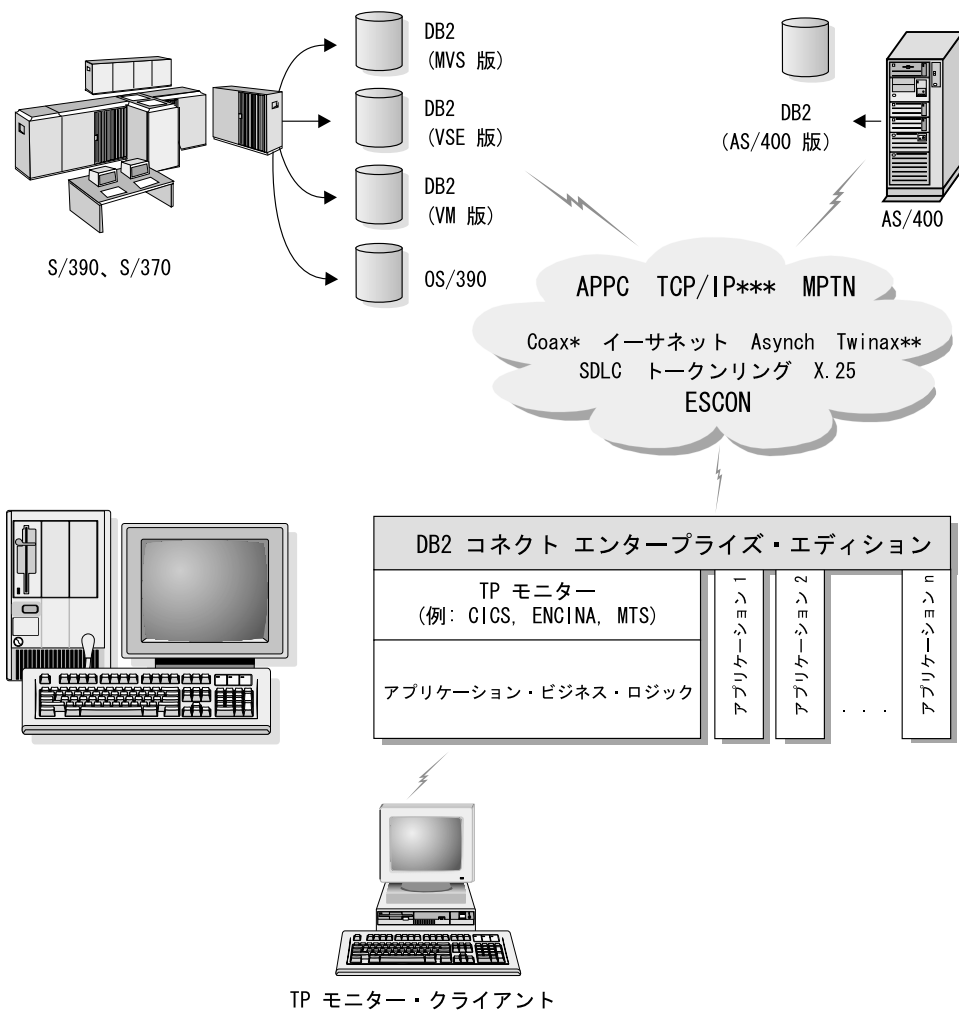 DB2
(MVS 版)
DB2
(VSE 版)
DB2
(VM 版)
OS/390
S/390、S/370
DB2
(AS/400 版)
AS/400
APPC TCP/IP*** MPTN
Coax* イーサネット Asynch Twinax**
SDLC トークンリング X.25
ESCON
DB2 コネクト エンタープライズ・エディション
TP モニター
(例: CICS, ENCINA, MTS)
アプリケーション・ビジネス・ロジック
アプリケーション 1
アプリケーション 2
. . .
アプリケーション n
TP モニター・クライアント